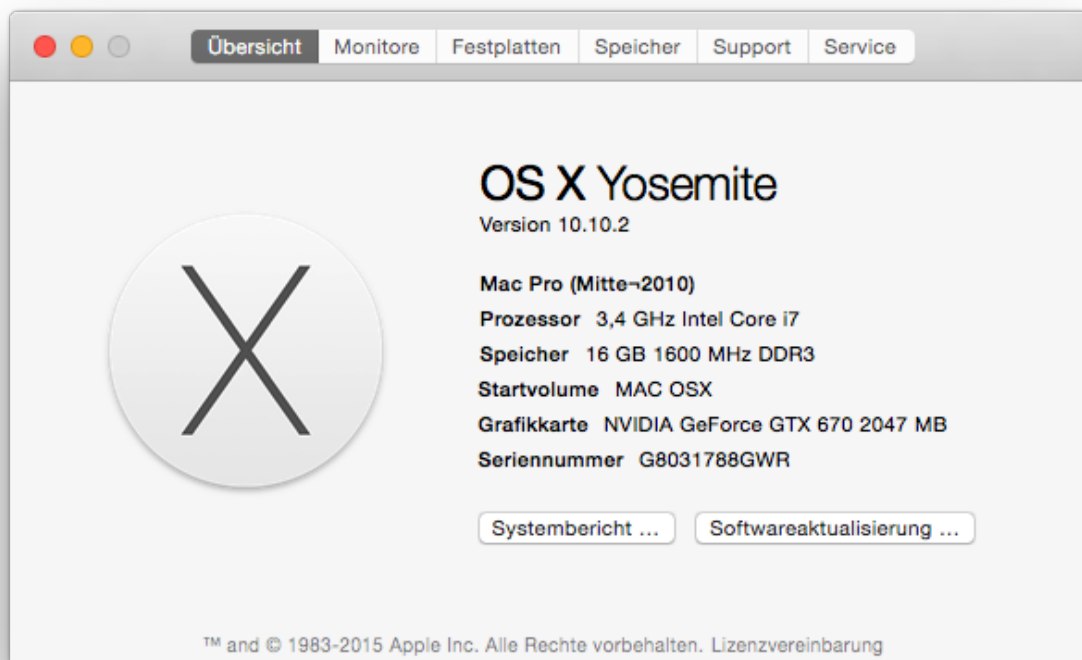 Übersicht Monitore Festplatten Speicher Support Service
OS X Yosemite
Version 10.10.2
Mac Pro (Mitte¬2010)
Prozessor 3,4 GHz Intel Core i7
Speicher 16 GB 1600 MHz DDR3
Startvolume MAC OSX
Grafikkarte NVIDIA GeForce GTX 670 2047 MB
Seriennummer G8031788GWR
Systembericht ... Softwareaktualisierung ...
™ and © 1983-2015 Apple Inc. Alle Rechte vorbehalten. Lizenzvereinbarung